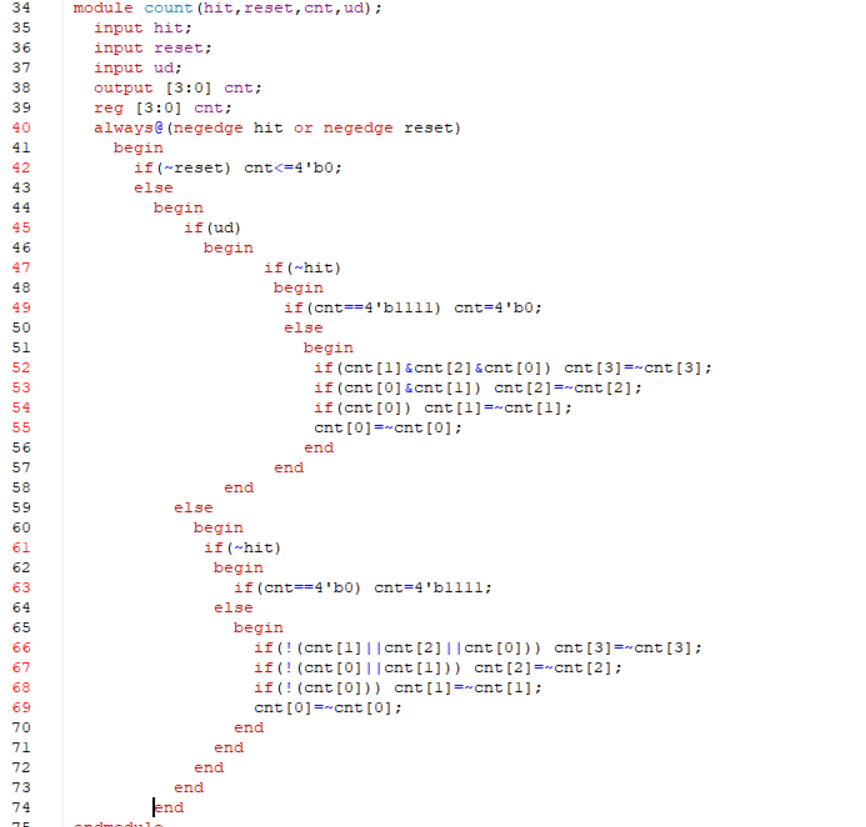 34 module count(hit,reset,cnt,ud);
35 input hit;
36 input reset;
37 input ud;
38 output [3:0] cnt;
39 reg [3:0] cnt;
40 always@(negedge hit or negedge reset)
41 begin
42 if(~reset) cnt<=4'b0;
43 else
44 begin
45 if(ud)
46 begin
47 if(~hit)
48 begin
49 if(cnt==4'b1111) cnt=4'b0;
50 else
51 begin
52 if(cnt[1]&cnt[2]&cnt[0]) cnt[3]=~cnt[3];
53 if(cnt[0]&cnt[1]) cnt[2]=~cnt[2];
54 if(cnt[0]) cnt[1]=~cnt[1];
55 cnt[0]=~cnt[0];
56 end
57 end
58 end
59 else
60 begin
61 if(~hit)
62 begin
63 if(cnt==4'b0) cnt=4'b1111;
64 else
65 begin
66 if(!(cnt[1]||cnt[2]||cnt[0])) cnt[3]=~cnt[3];
67 if(!(cnt[0]||cnt[1])) cnt[2]=~cnt[2];
68 if(!(cnt[0])) cnt[1]=~cnt[1];
69 cnt[0]=~cnt[0];
70 end
71 end
72 end
73 end
74 end
75 endmodule